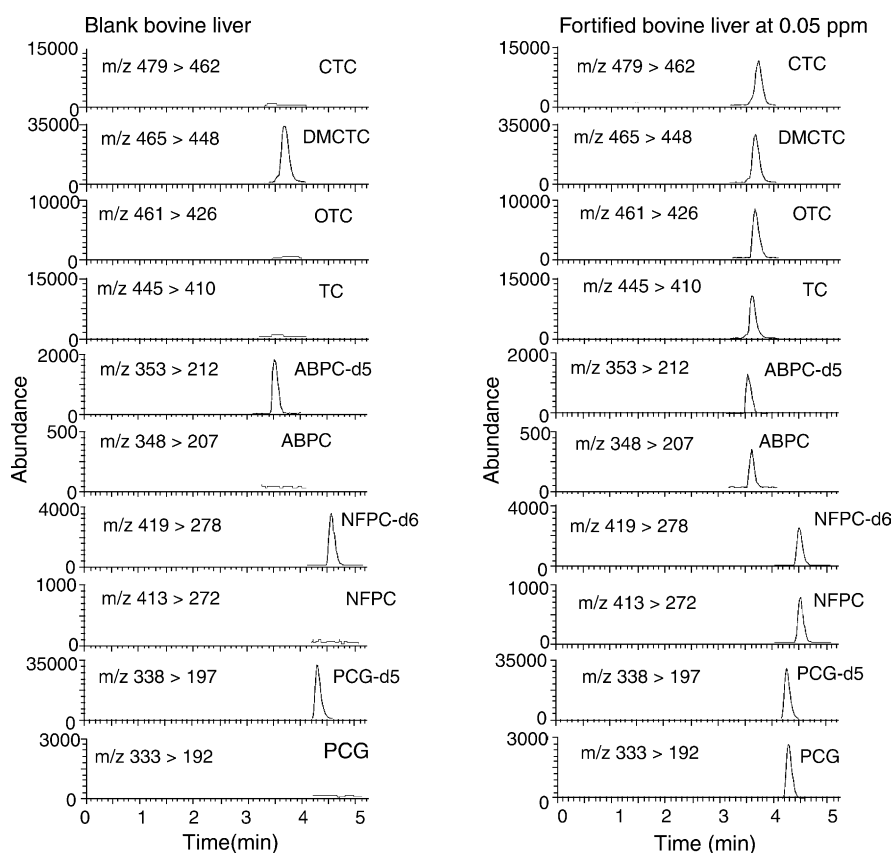 Blank bovine liver
15000
m/z 479 > 462
CTC
0
35000
m/z 465 > 448
DMCTC
0
10000
m/z 461 > 426
OTC
0
15000
m/z 445 > 410
TC
0
2000
m/z 353 > 212
ABPC-d5
0
500
m/z 348 > 207
ABPC
0
4000
m/z 419 > 278
NFPC-d6
0
1000
m/z 413 > 272
NFPC
0
35000
m/z 338 > 197
PCG-d5
0
3000
m/z 333 > 192
PCG
0
0 1 2 3 4 5
Time(min)
Abundance
Fortified bovine liver at 0.05 ppm
15000
m/z 479 > 462
CTC
0
35000
m/z 465 > 448
DMCTC
0
10000
m/z 461 > 426
OTC
0
15000
m/z 445 > 410
TC
0
2000
m/z 353 > 212
ABPC-d5
0
500
m/z 348 > 207
ABPC
0
4000
m/z 419 > 278
NFPC-d6
0
1000
m/z 413 > 272
NFPC
0
35000
m/z 338 > 197
PCG-d5
0
3000
m/z 333 > 192
PCG
0
0 1 2 3 4 5
Time (min)
Abundance